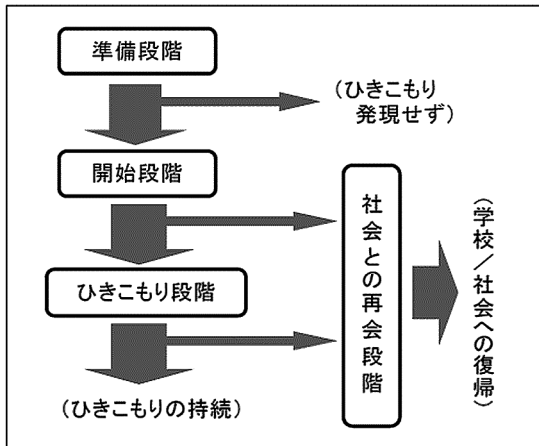 準備段階
(ひきこもり
発現せず)
開始段階
ひきこもり段階
(ひきこもりの持続)
社会との再会段階
(学校/社会への復帰)